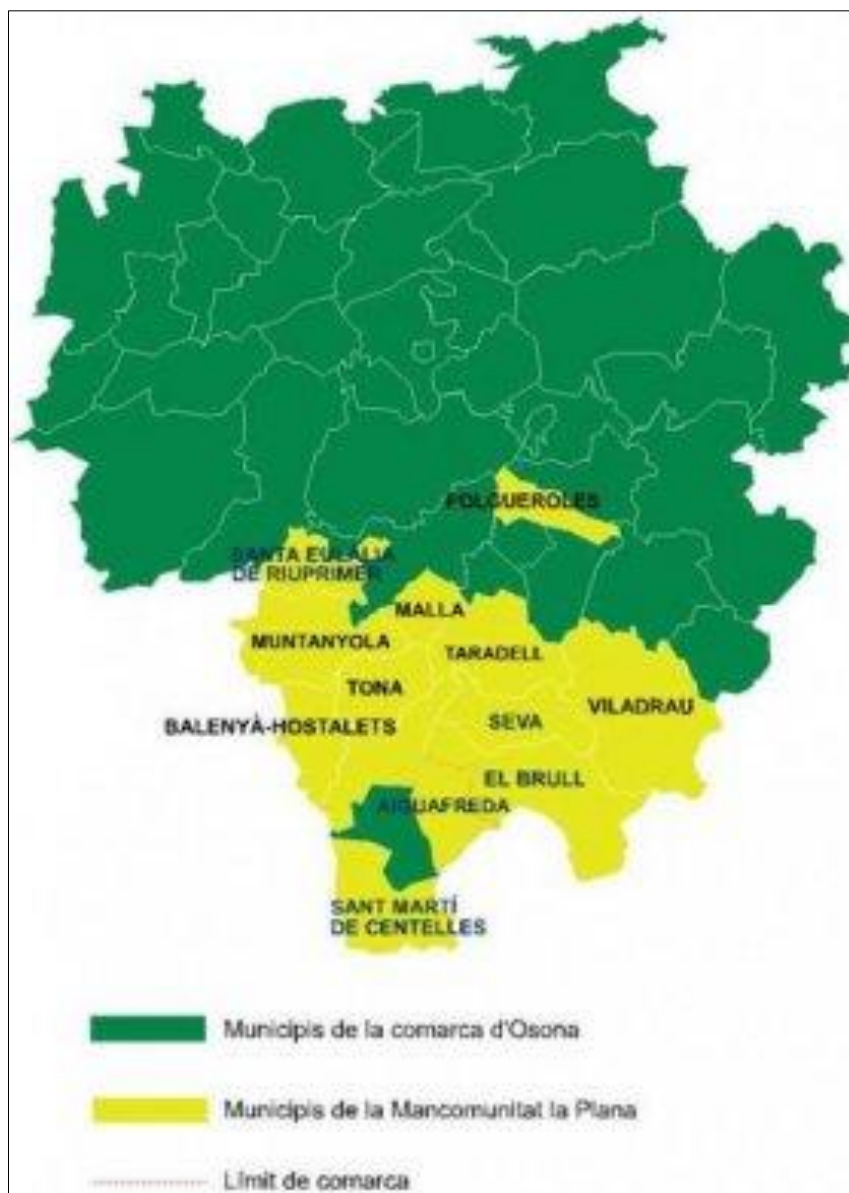 FOLGUEROLES
SANTA EULÀLIA
DE RIUPRIMER
MALLA
MUNTANYOLA
TARADELL
TONA
VILADRAU
BALENYÀ-HOSTALETS
SEVA
EL BRULL
AIGUAFREDA
SANT MARTÍ
DE CENTELLES
Municipis de la comarca d'Osona
Municipis de la Mancomunitat la Plana
Límit de comarca